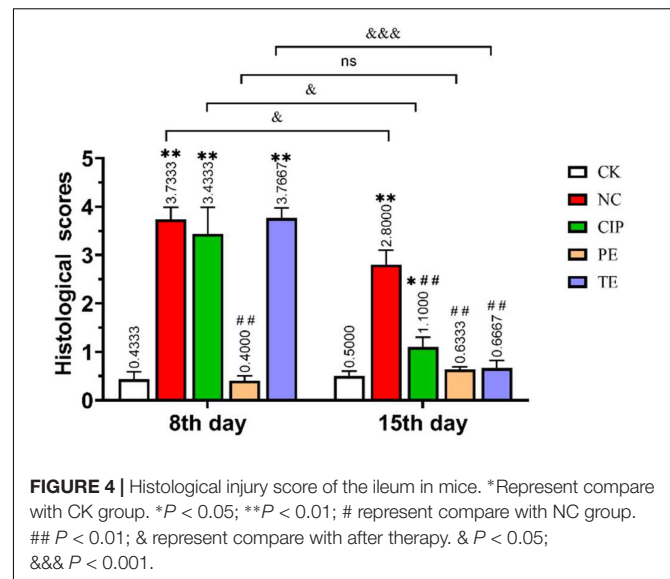 &&&
ns
&
&
Histological scores
5
4
3
2
1
0
0.4333
** 3.7333
** 3.4333
## 0.4000
** 3.7667
0.5000
** 2.8000
*## 1.1000
## 0.6333
## 0.6667
8th day
15th day
CK
NC
CIP
PE
TE
FIGURE 4 | Histological injury score of the ileum in mice. *Represent compare
with CK group. *P < 0.05; **P < 0.01; # represent compare with NC group.
## P < 0.01; & represent compare with after therapy. & P < 0.05;
&&& P < 0.001.